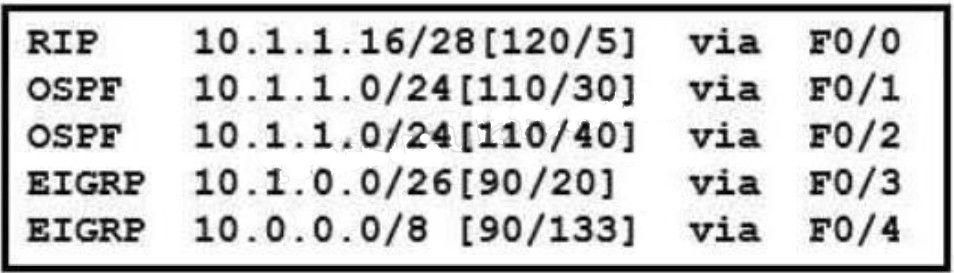 RIP 10.1.1.16/28[120/5] via F0/0
OSPF 10.1.1.0/24[110/30] via F0/1
OSPF 10.1.1.0/24[110/40] via F0/2
EIGRP 10.1.0.0/26[90/20] via F0/3
EIGRP 10.0.0.0/8 [90/133] via F0/4